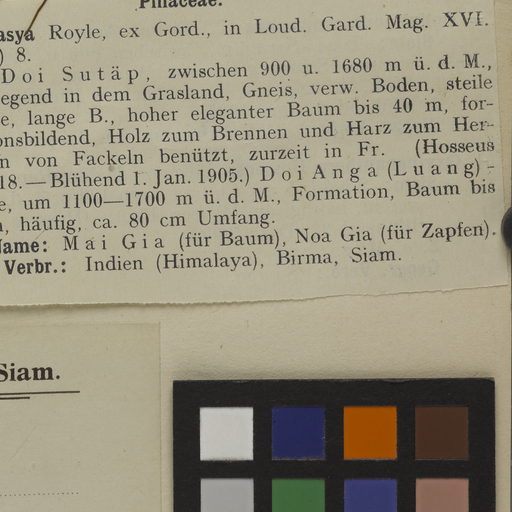 Pinaceae.
asya Royle, ex Gord., in Loud. Gard. Mag. XVI.
) 8.
Doi Sutäp, zwischen 900 u. 1680 m ü. d. M.,
egend in dem Grasland, Gneis, verw. Boden, steile
e, lange B., hoher eleganter Baum bis 40 m, for-
onsbildend, Holz zum Brennen und Harz zum Her-
n von Fackeln benützt, zurzeit in Fr. (Hosseus
18. — Blühend 1. Jan. 1905.) Doi Anga (Luang) -
e, um 1100—1700 m ü. d. M., Formation, Baum bis
, häufig, ca. 80 cm Umfang.
Name: Mai Gia (für Baum), Noa Gia (für Zapfen).
Verbr.: Indien (Himalaya), Birma, Siam.
Siam.